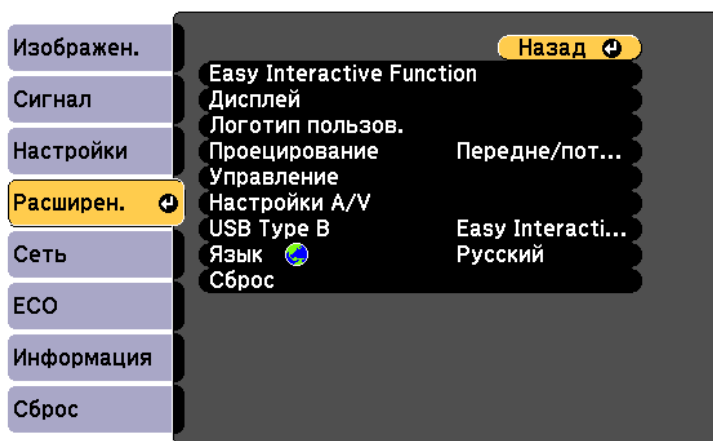 Изображен.
Сигнал
Настройки
Расширен.
Сеть
ECO
Информация
Сброс
Назад
Easy Interactive Function
Дисплей
Логотип пользов.
Проецирование Передне/пот...
Управление
Настройки A/V
USB Type B Easy Interacti...
Язык Русский
Сброс